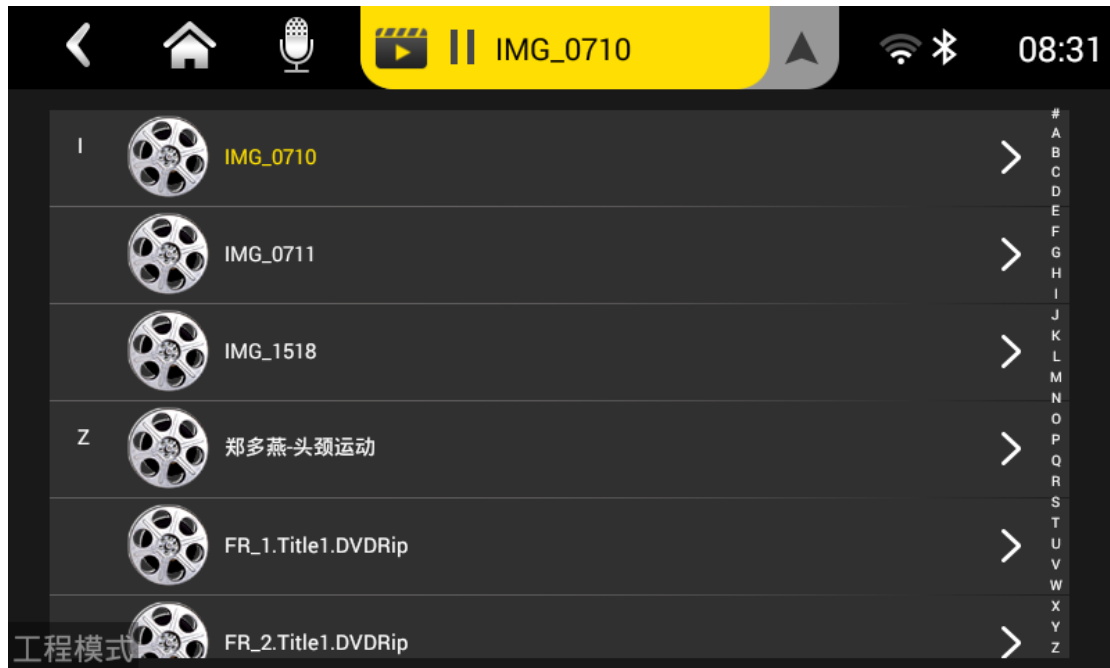 IMG_0710
08:31
I
IMG_0710
IMG_0711
IMG_1518
Z
郑多燕-头颈运动
FR_1.Title1.DVDRip
FR_2.Title1.DVDRip
工程模式
#
A
B
C
D
E
F
G
H
I
J
K
L
M
N
O
P
Q
R
S
T
U
V
W
X
Y
Z